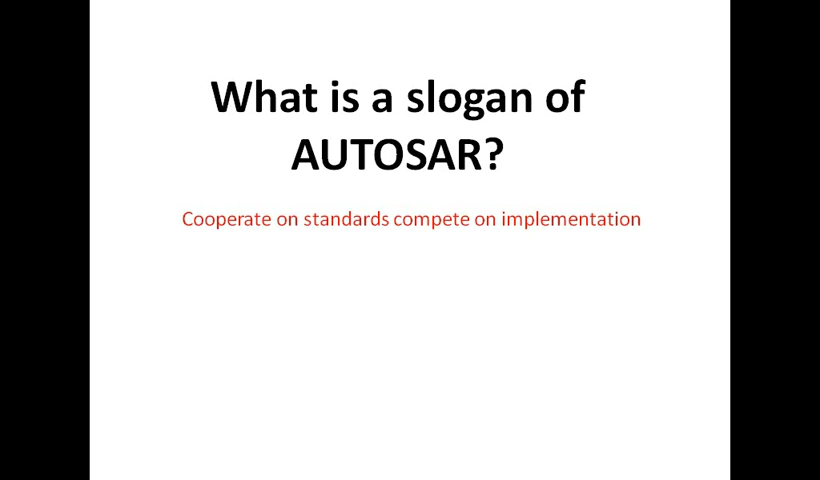 What is a slogan of
AUTOSAR?
Cooperate on standards compete on implementation